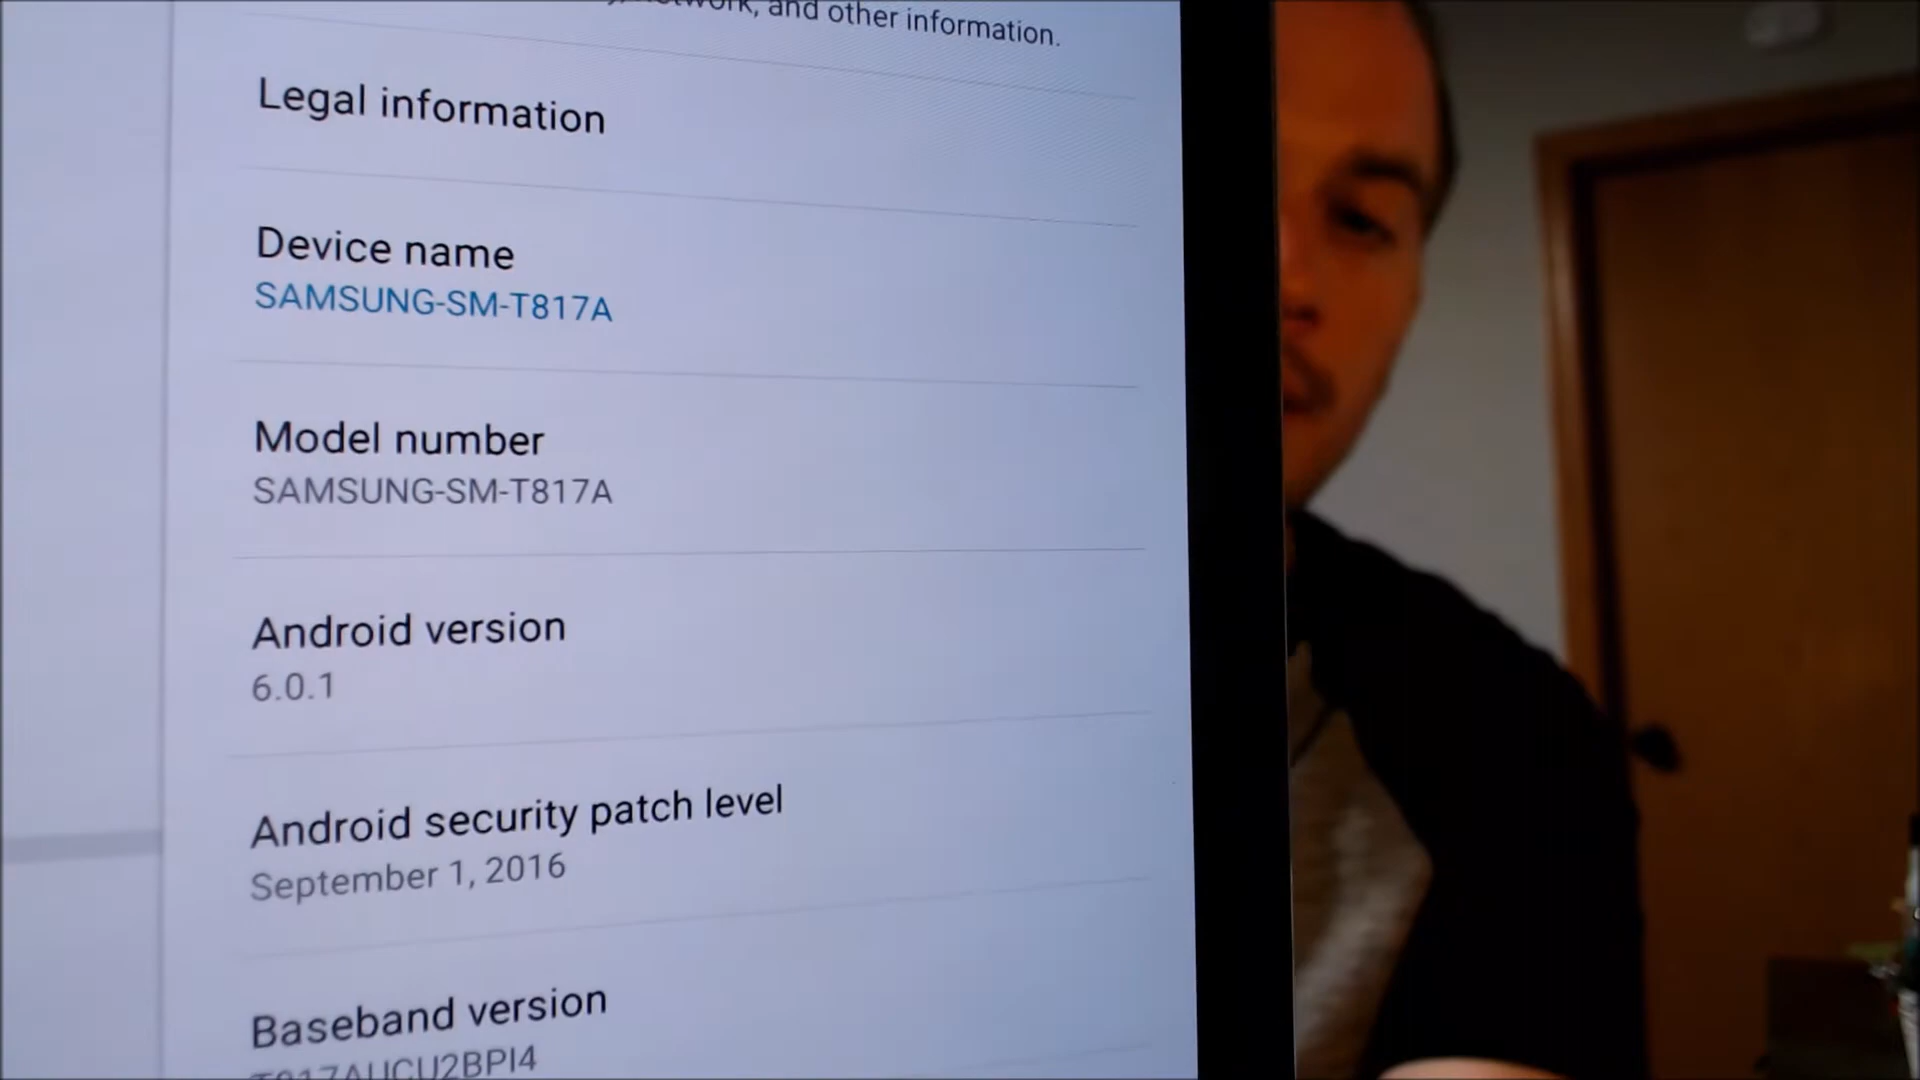 and other information.
Legal information
Device name
SAMSUNG-SM-T817A
Model number
SAMSUNG-SM-T817A
Android version
6.0.1
Android security patch level
September 1, 2016
Baseband version
T817AUCU2BPI4